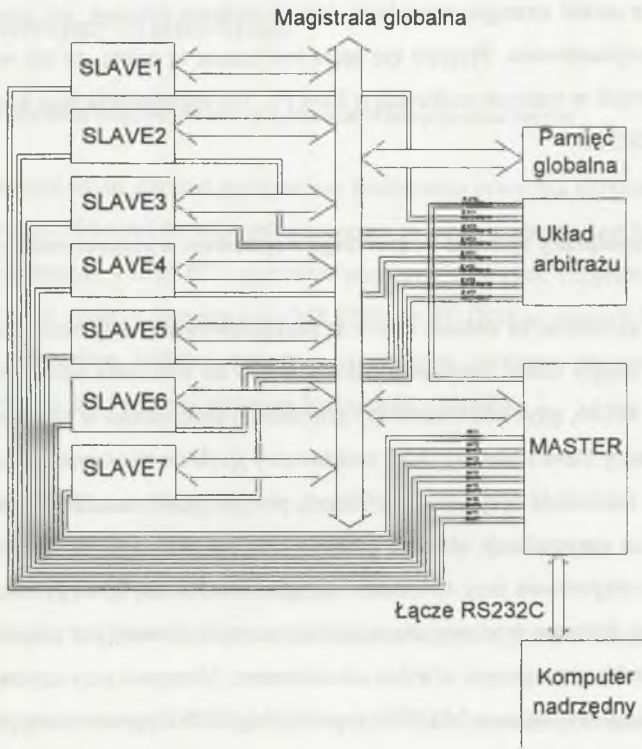 Magistrala globalna
SLAVE1
SLAVE2
SLAVE3
SLAVE4
SLAVE5
SLAVE6
SLAVE7
Pamięć
globalna
Układ
arbitrażu
MASTER
Łącze RS232C
Komputer
nadrzędny